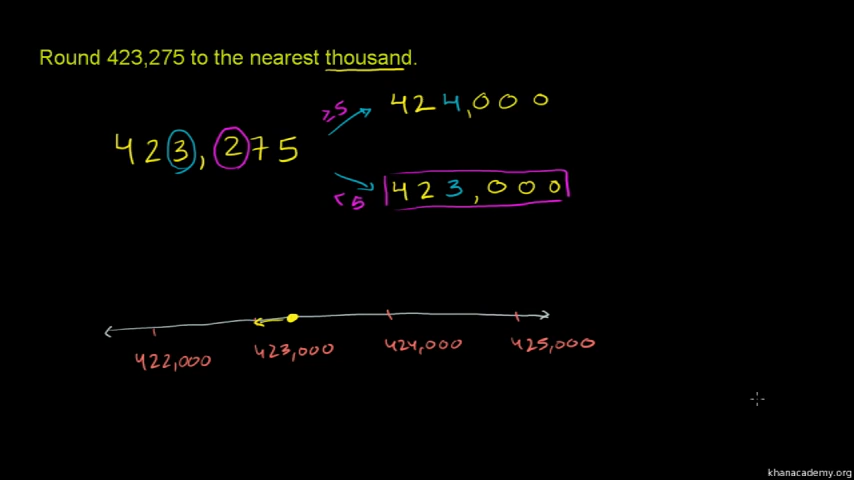 Round 423,275 to the nearest thousand.
≥5
424,000
423,275
<5
423,000
422,000 423,000 424,000 425,000
khanacademy.org